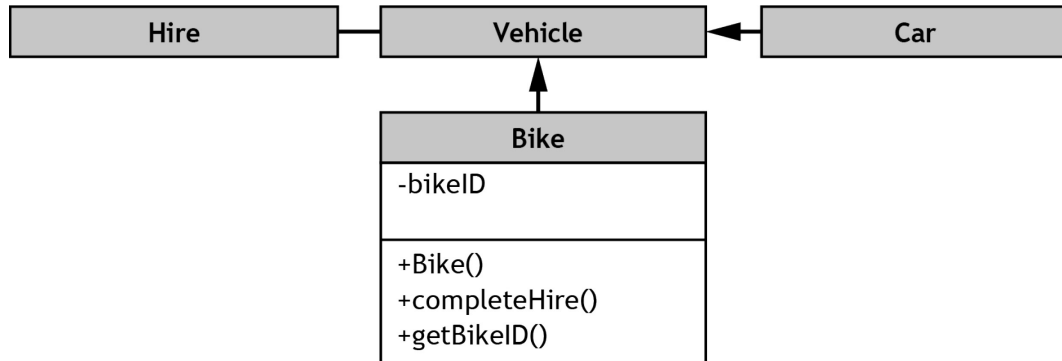 Hire
Vehicle
Car
Bike
-bikeID
+Bike()
+completeHire()
+getBikeID()